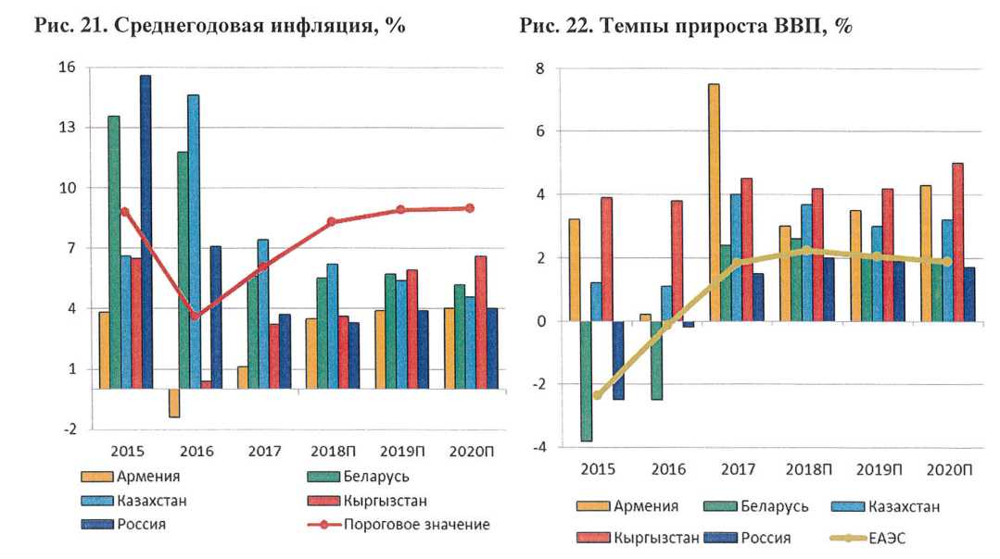 Рис. 21. Среднегодовая инфляция, %
16
13
10
7
4
1
-2
2015 2016 2017 2018П 2019П 2020П
Армения Беларусь
Казахстан Кыргызстан
Россия Пороговое значение
Рис. 22. Темпы прироста ВВП, %
8
6
4
2
0
-2
-4
2015 2016 2017 2018П 2019П 2020П
Армения Беларусь Казахстан
Кыргызстан Россия ЕАЭС